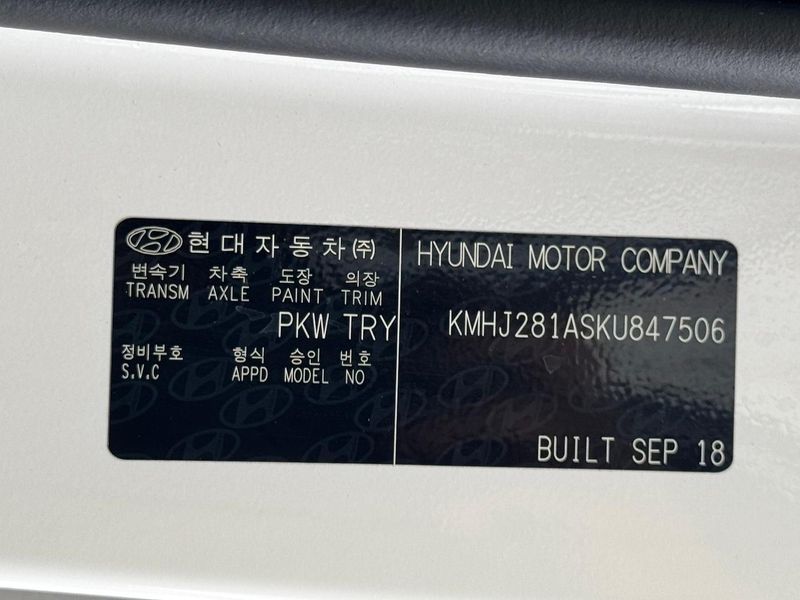 현대자동차㈜
변속기 차축 도장 의장
TRANSM AXLE PAINT TRIM
PKW TRY
정비부호 형식 승인 번호
S.V.C APPD MODEL NO
HYUNDAI MOTOR COMPANY
KMHJ281ASKU847506
BUILT SEP 18